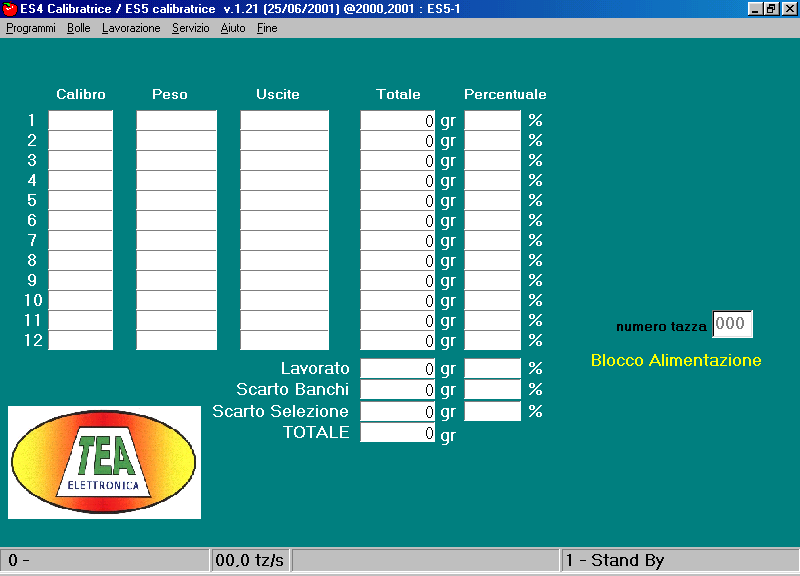 ES4 Calibratrice / ES5 calibratrice v.1.21 (25/06/2001) @2000,2001 : ES5-1
Programmi Bolle Lavorazione Servizio Aiuto Fine
Calibro Peso Uscite Totale Percentuale
1 0 gr %
2 0 gr %
3 0 gr %
4 0 gr %
5 0 gr %
6 0 gr %
7 0 gr %
8 0 gr %
9 0 gr %
10 0 gr %
11 0 gr %
12 0 gr %
numero tazza 000
Blocco Alimentazione
Lavorato 0 gr %
Scarto Banchi 0 gr %
Scarto Selezione 0 gr %
TOTALE 0 gr
TEA
ELETTRONICA
0 - 00,0 tz/s 1 - Stand By